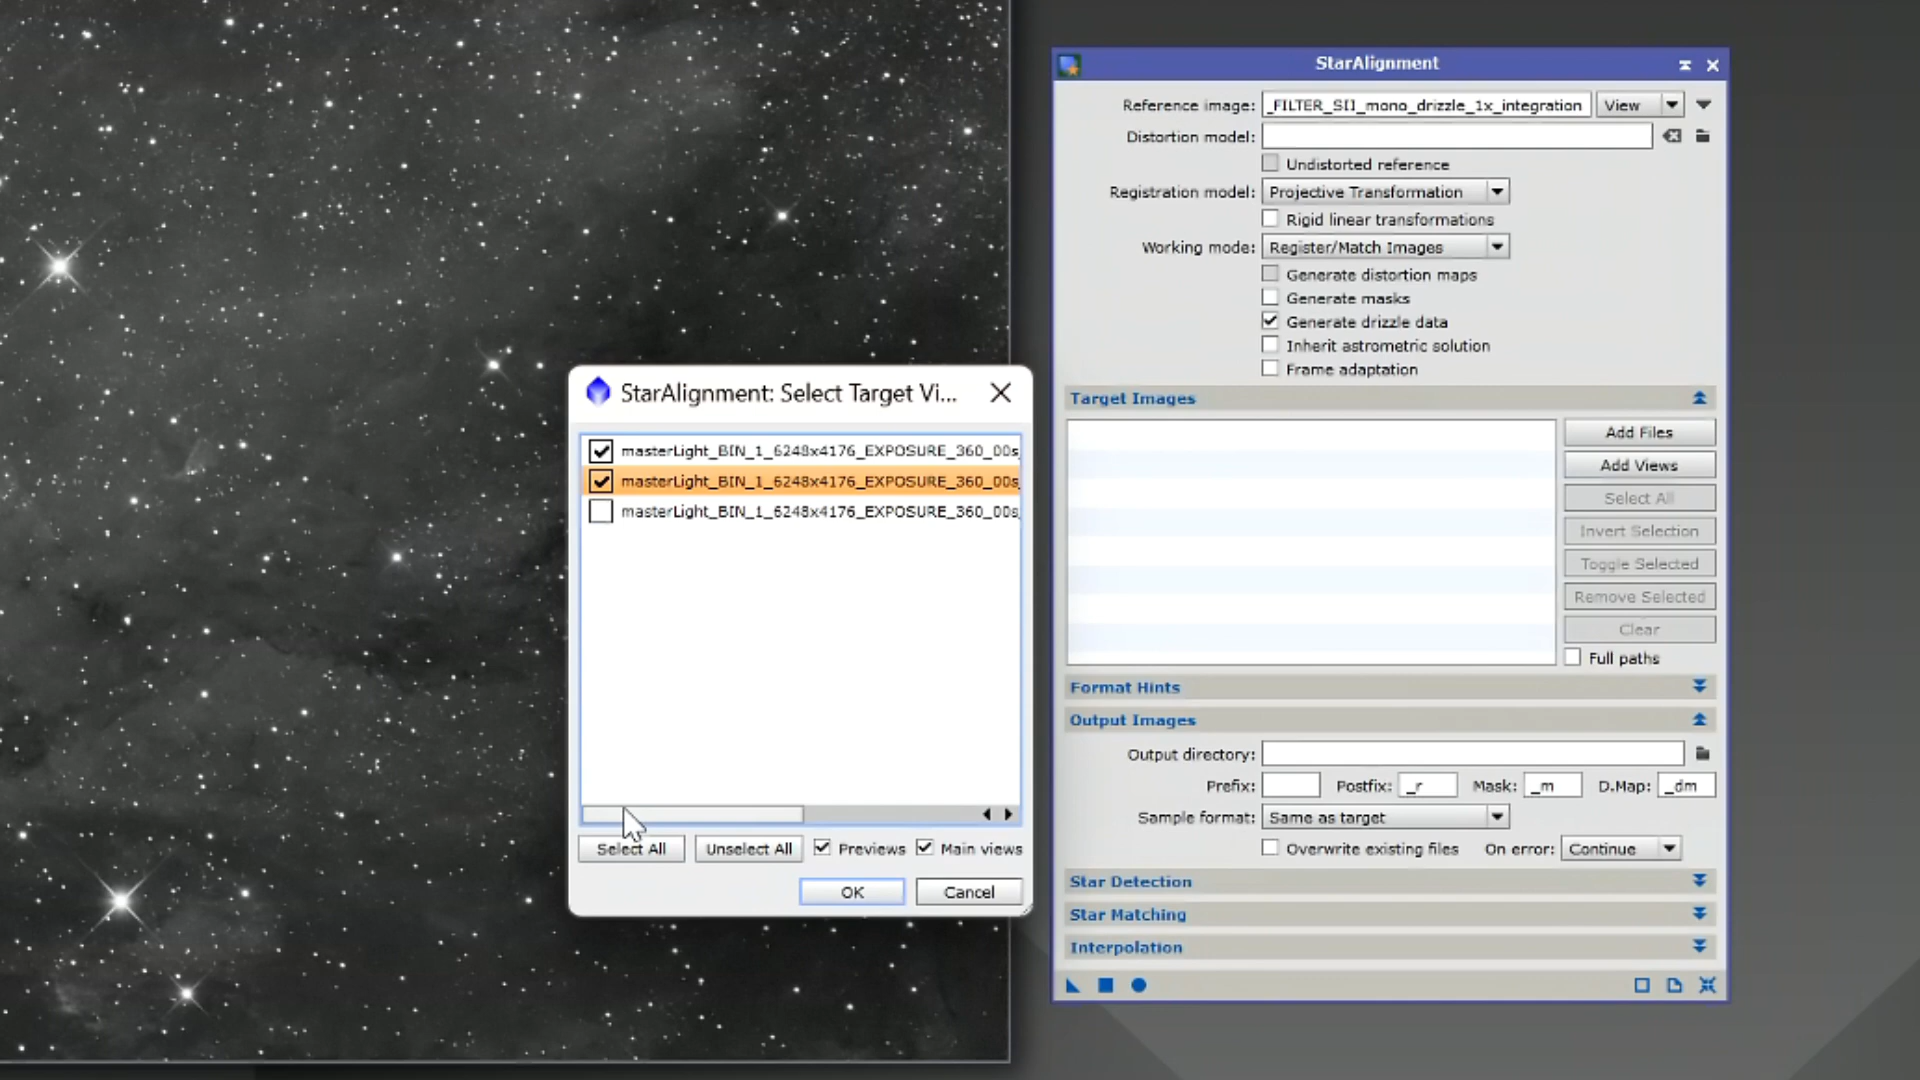 StarAlignment
Reference image: _FILTER_SII_mono_drizzle_1x_integration View
Distortion model:
Undistorted reference
Registration model: Projective Transformation
Rigid linear transformations
Working mode: Register/Match Images
Generate distortion maps
Generate masks
Generate drizzle data
Inherit astrometric solution
Frame adaptation
Target Images
Add Files
Add Views
Select All
Invert Selection
Toggle Selected
Remove Selected
Clear
Full paths
Format Hints
Output Images
Output directory:
Prefix: Postfix: _r Mask: _m D.Map: _dm
Sample format: Same as target
Overwrite existing files On error: Continue
Star Detection
Star Matching
Interpolation
StarAlignment: Select Target Vi...
masterLight_BIN_1_6248x4176_EXPOSURE_360_00s_
masterLight_BIN_1_6248x4176_EXPOSURE_360_00s_
masterLight_BIN_1_6248x4176_EXPOSURE_360_00s_
Select All Unselect All Previews Main views
OK Cancel